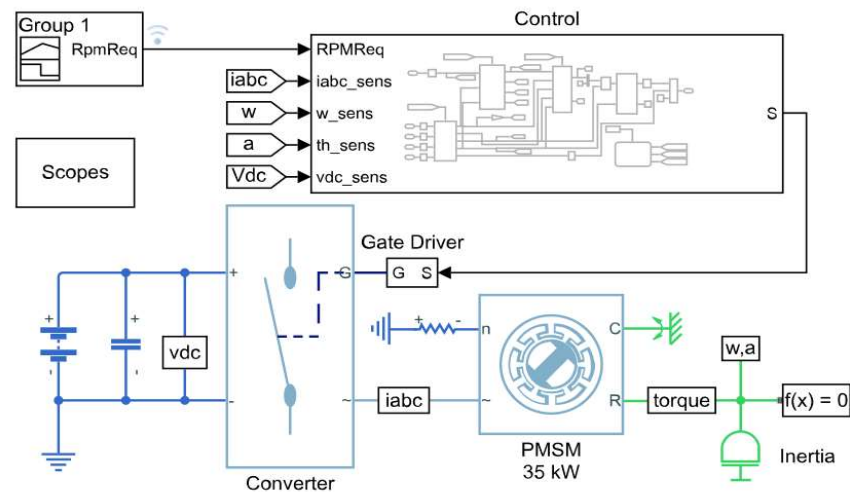 Control
Group 1
RpmReq
RPMReq
iabc
iabc_sens
w
w_sens
a
th_sens
Vdc
vdc_sens
S
Scopes
Gate Driver
+
G
G S
+
+
vdc
+ -
n
C
w,a
-
-
-
~
iabc
~
R
torque
f(x) = 0
PMSM
35 kW
Inertia
Converter